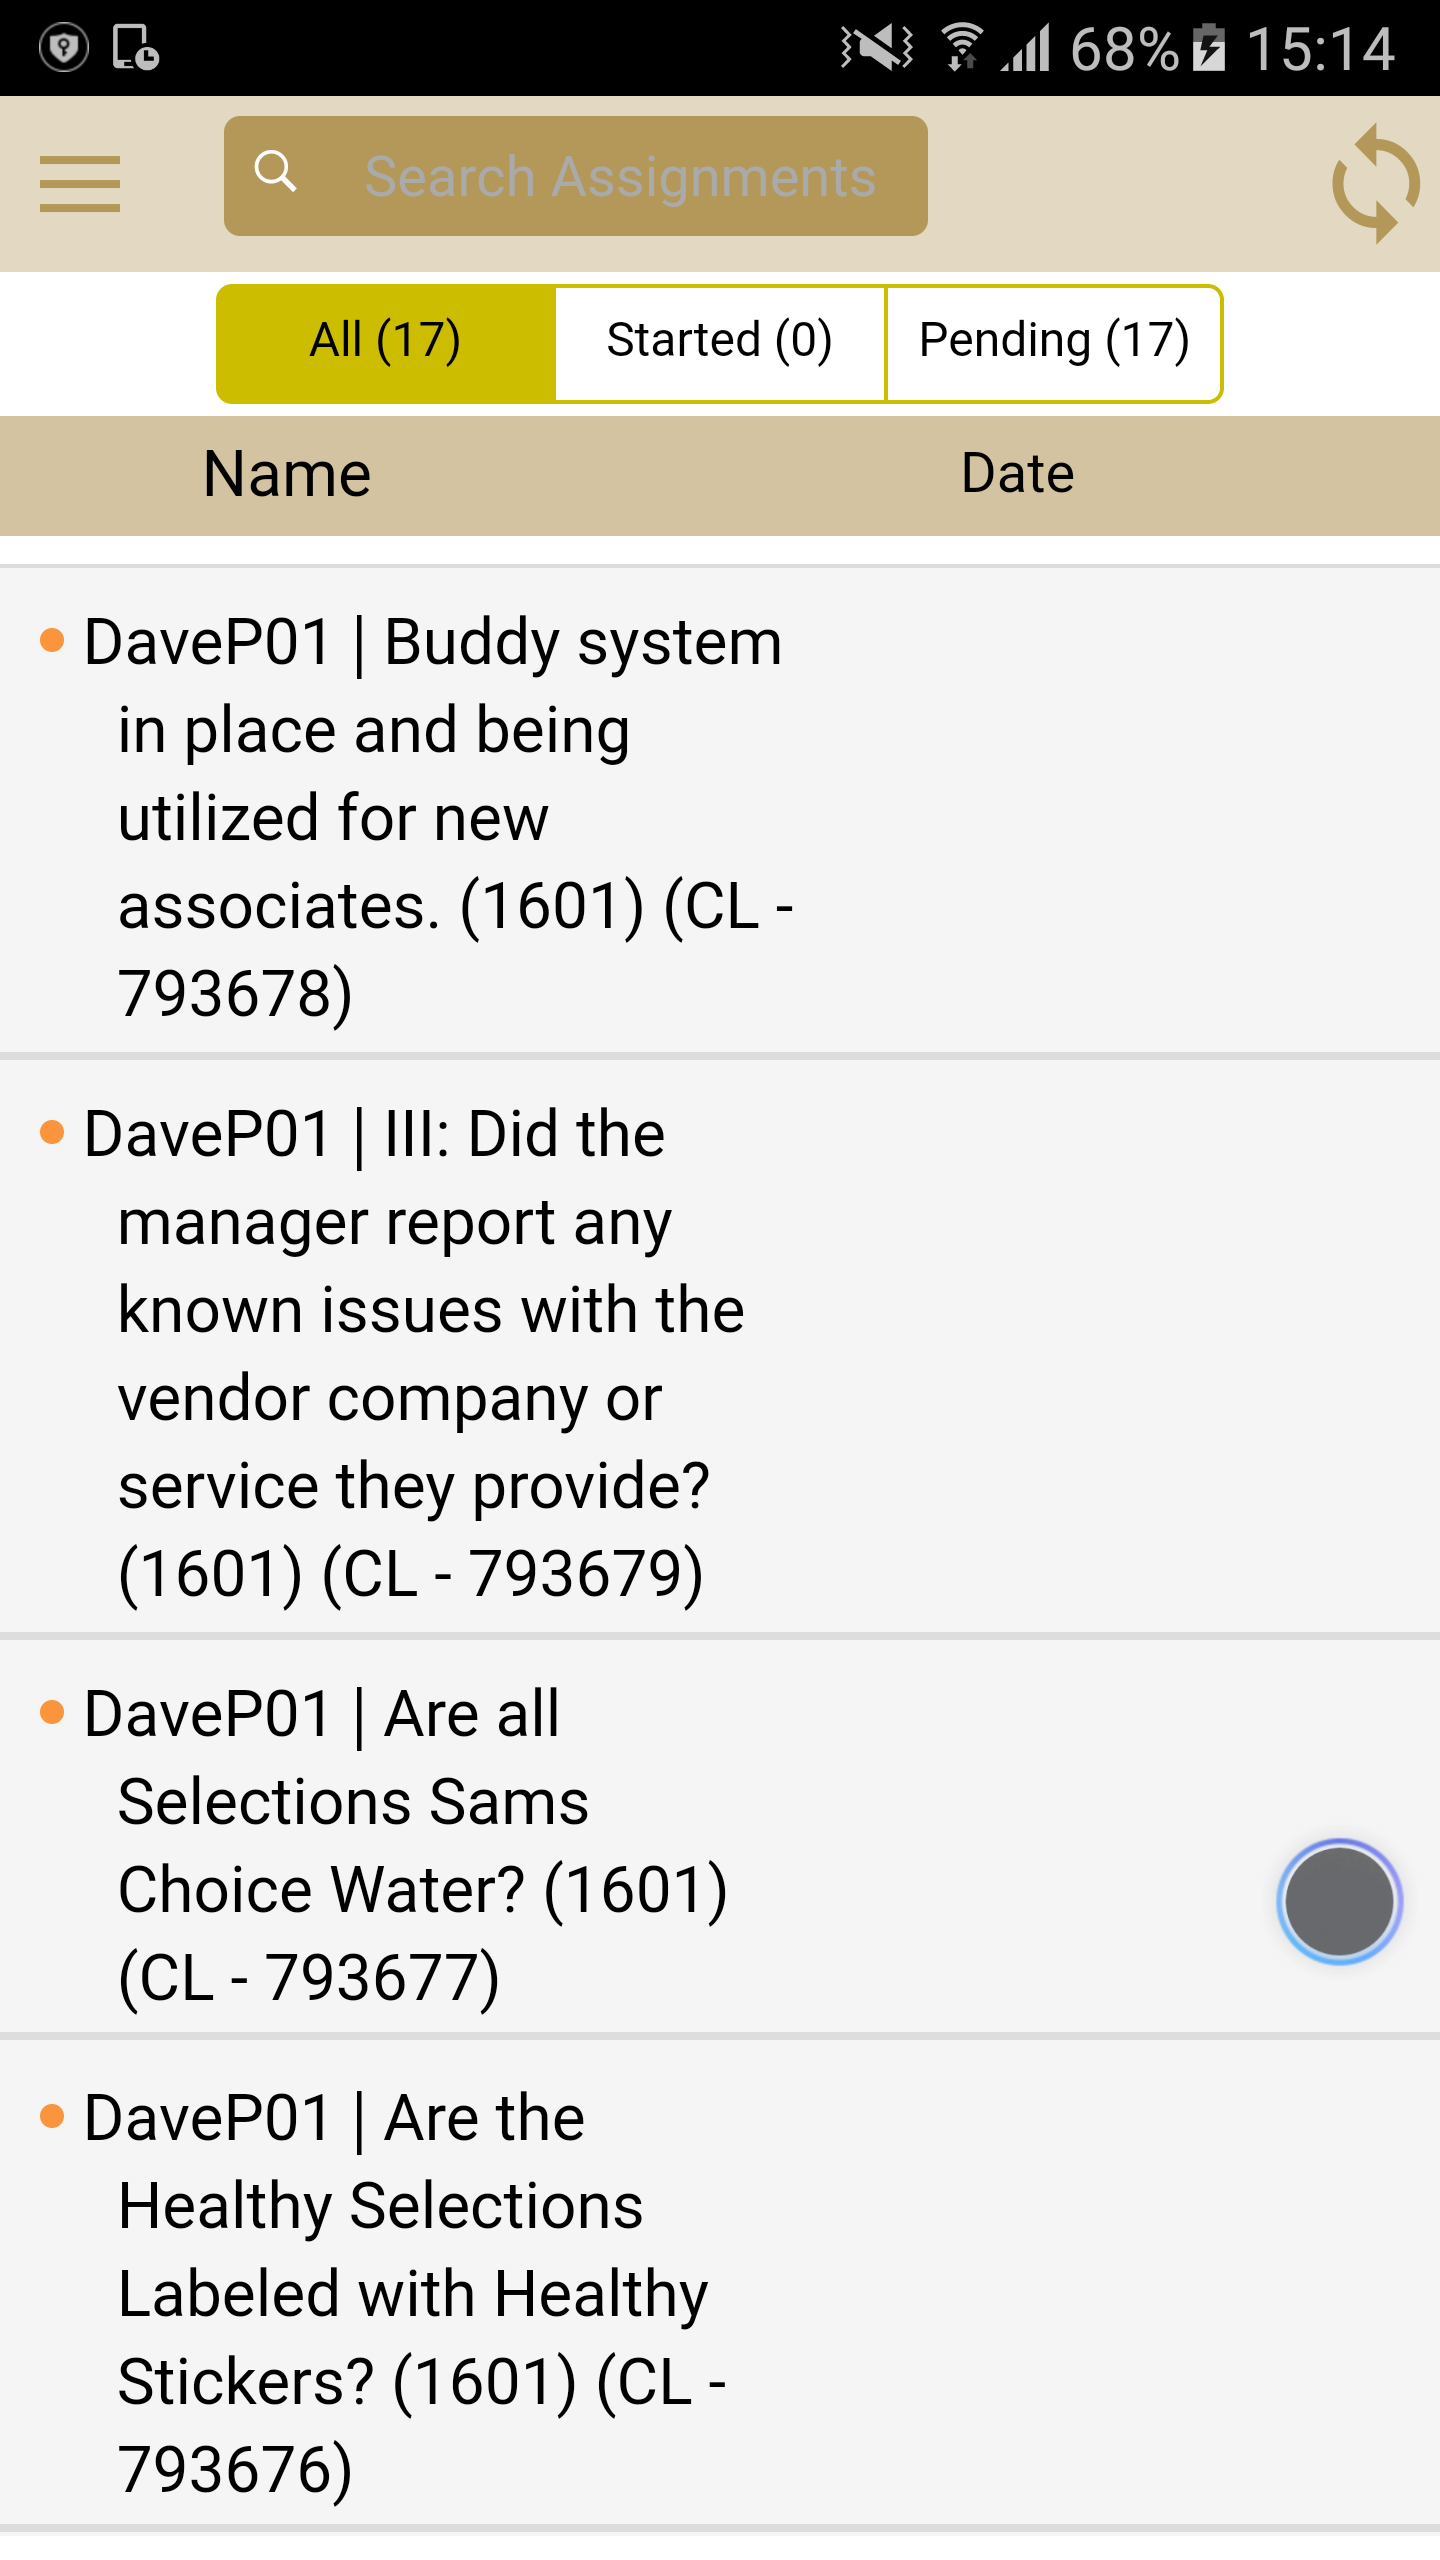 68% 15:14
Search Assignments
All (17) Started (0) Pending (17)
Name Date
DaveP01 | Buddy system
in place and being
utilized for new
associates. (1601) (CL -
793678)
DaveP01 | III: Did the
manager report any
known issues with the
vendor company or
service they provide?
(1601) (CL - 793679)
DaveP01 | Are all
Selections Sams
Choice Water? (1601)
(CL - 793677)
DaveP01 | Are the
Healthy Selections
Labeled with Healthy
Stickers? (1601) (CL -
793676)